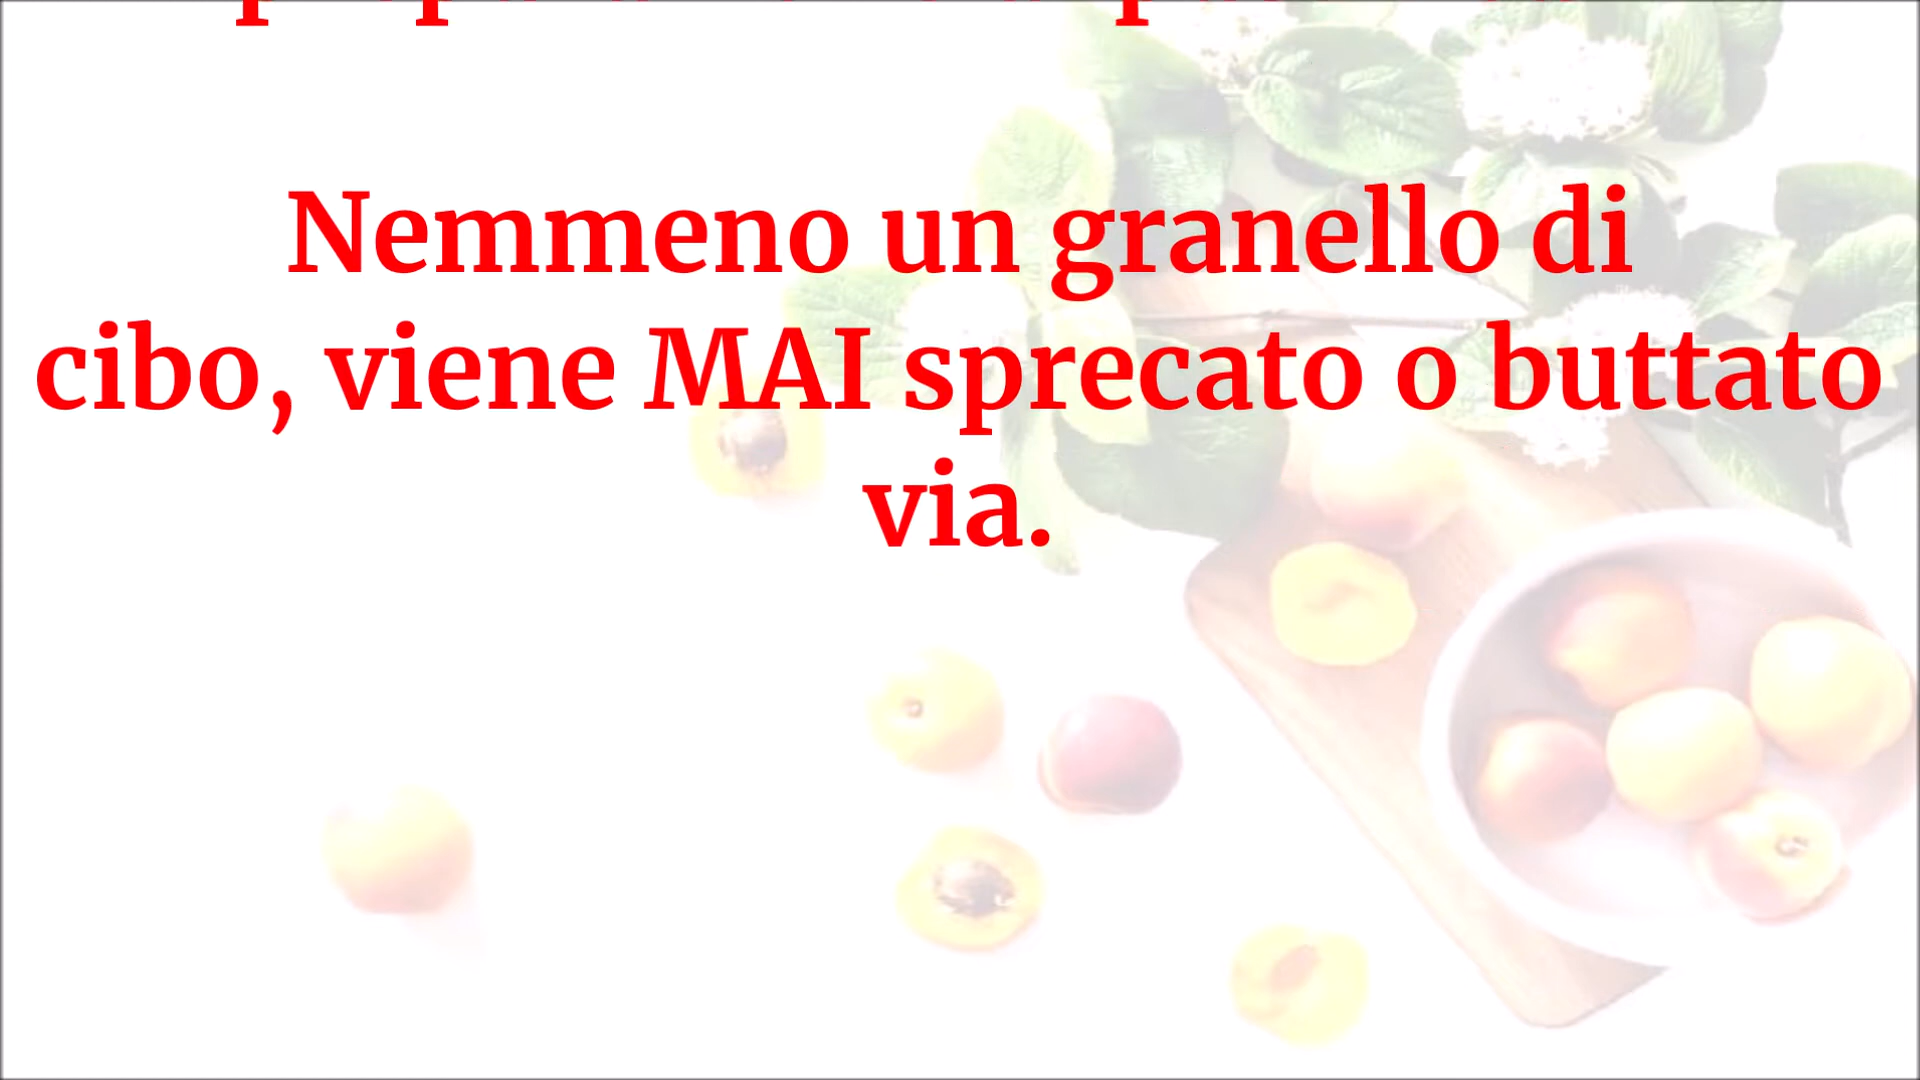 Nemmeno un granello di
cibo, viene MAI sprecato o buttato
via.